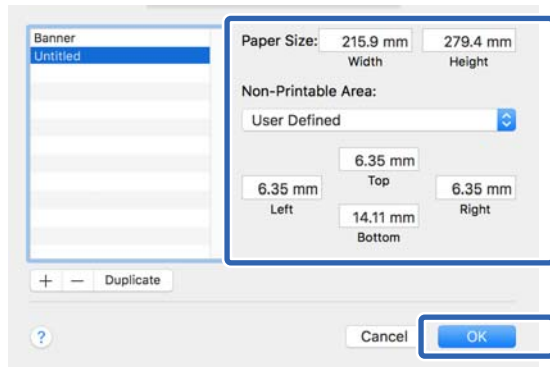 Banner
Untitled
Paper Size: 215.9 mm 279.4 mm
Width Height
Non-Printable Area:
User Defined
6.35 mm
Top
6.35 mm 6.35 mm
Left Right
14.11 mm
Bottom
+ − Duplicate
? Cancel OK